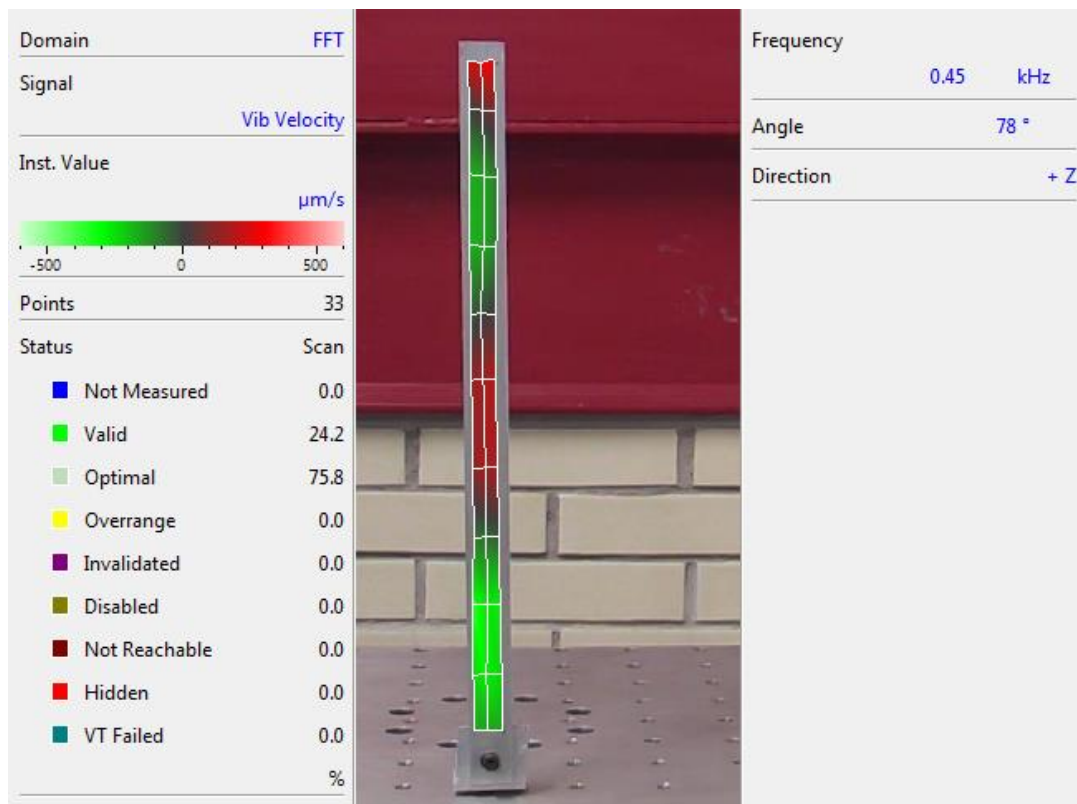 Domain FFT
Signal
Vib Velocity
Inst. Value
µm/s
-500 0 500
Points 33
Status Scan
Not Measured 0.0
Valid 24.2
Optimal 75.8
Overrange 0.0
Invalidated 0.0
Disabled 0.0
Not Reachable 0.0
Hidden 0.0
VT Failed 0.0
%
Frequency
0.45 kHz
Angle 78 °
Direction + Z